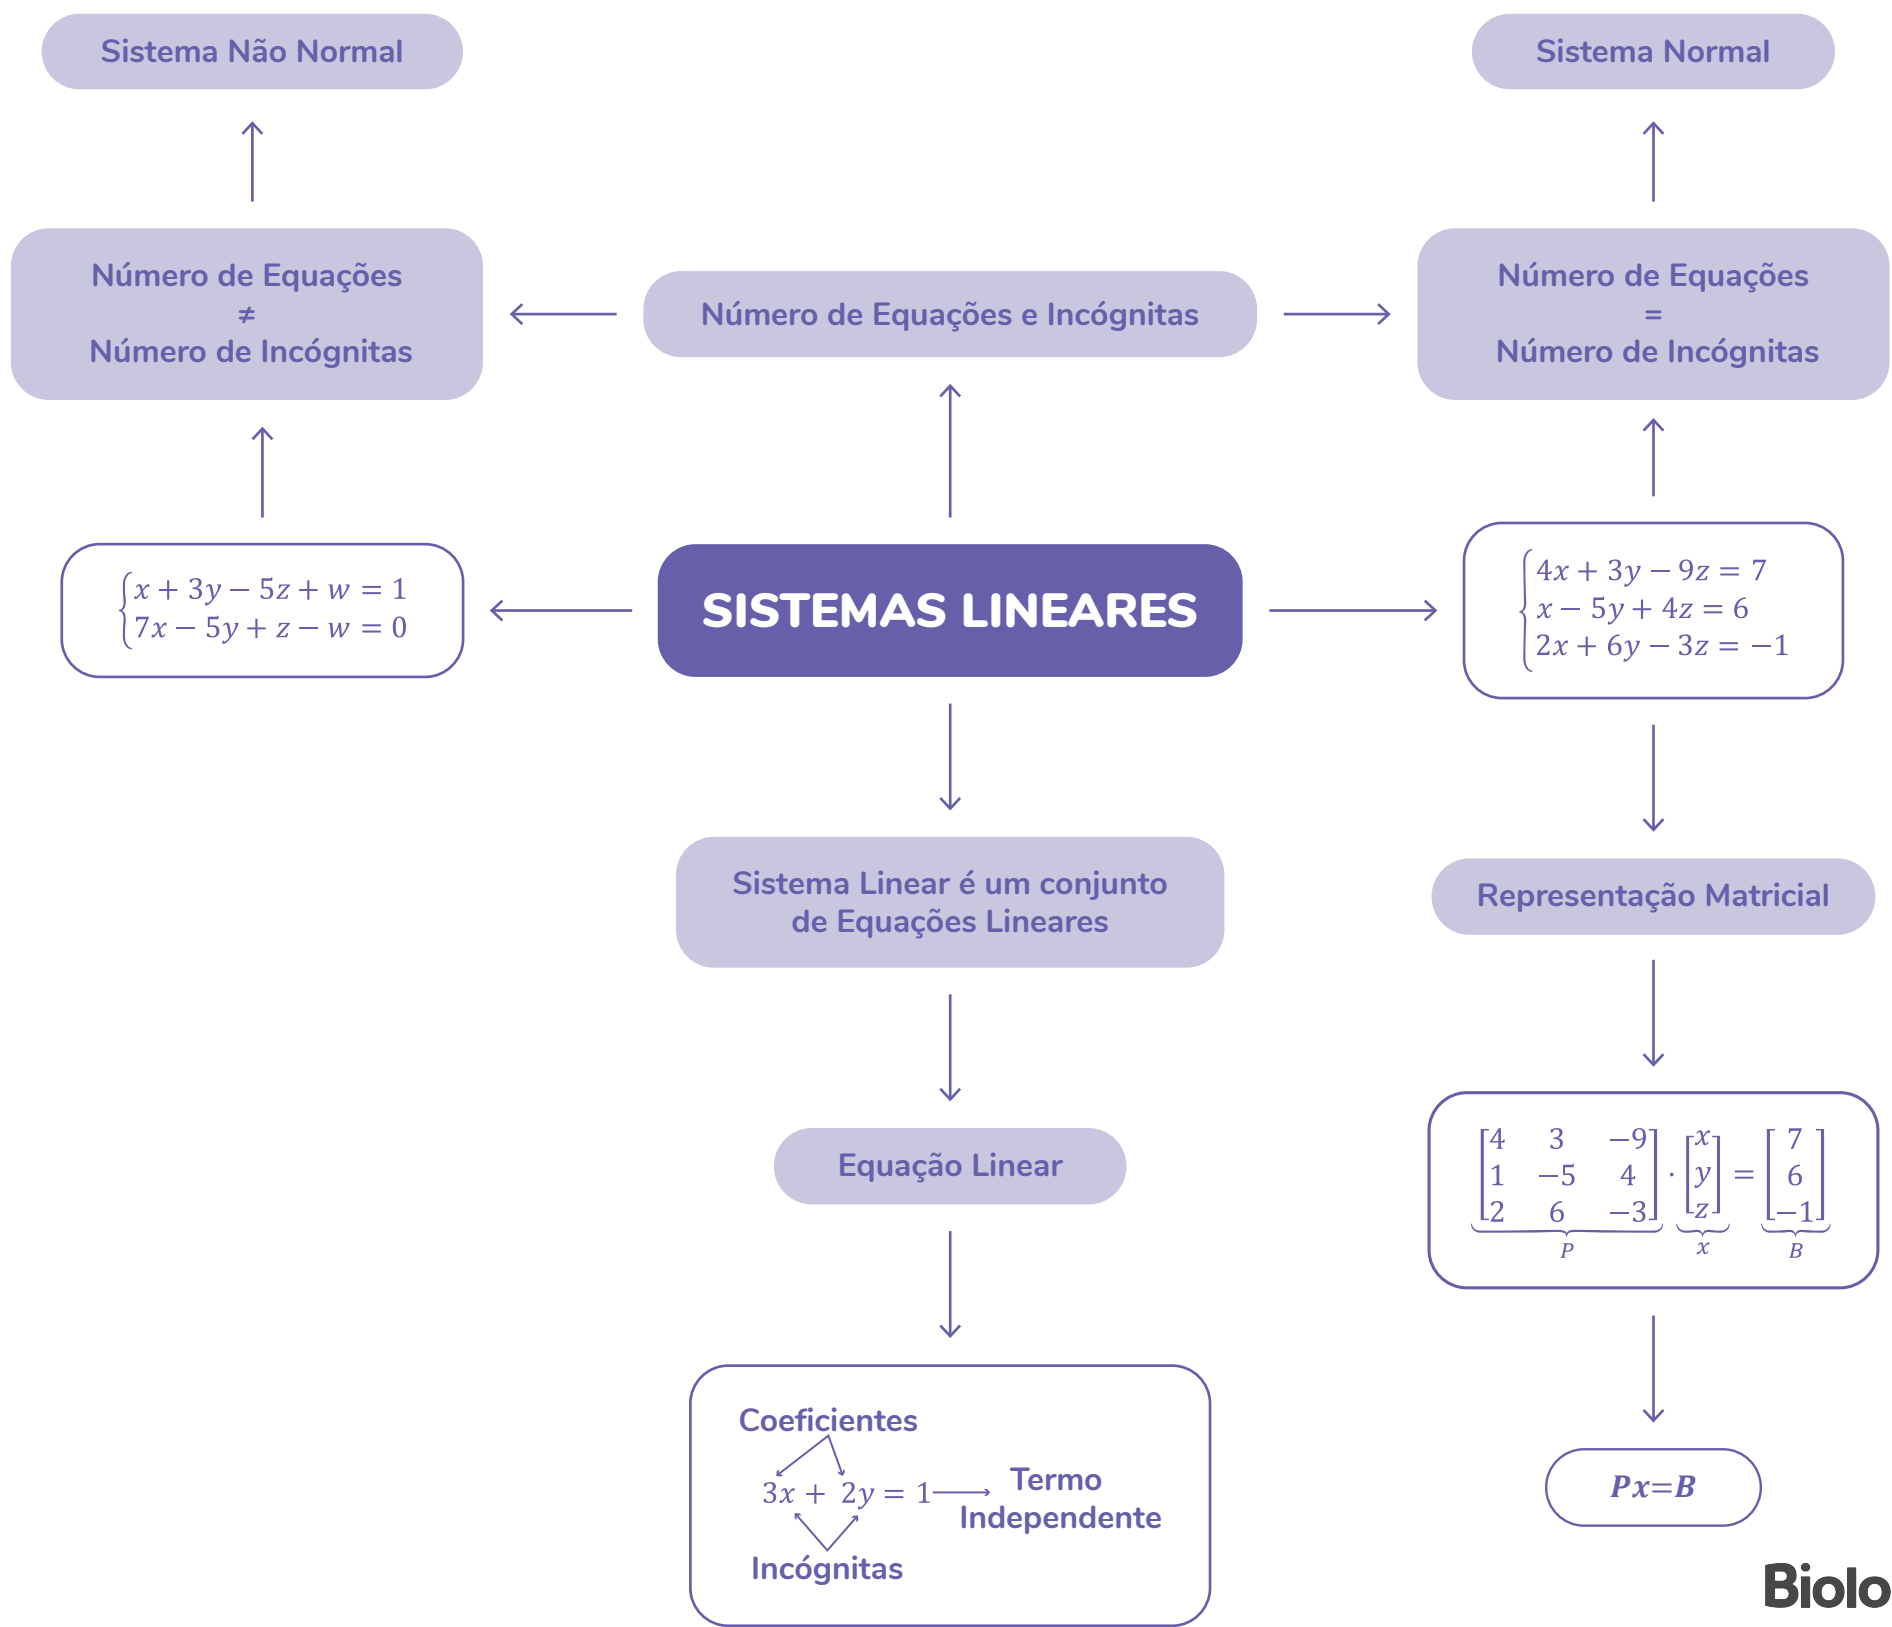 Sistema Não Normal
Sistema Normal
Número de Equações
≠
Número de Incógnitas
Número de Equações e Incógnitas
Número de Equações
=
Número de Incógnitas
x + 3y − 5z + w = 1
7x − 5y + z − w = 0
SISTEMAS LINEARES
4x + 3y − 9z = 7
x − 5y + 4z = 6
2x + 6y − 3z = −1
Sistema Linear é um conjunto
de Equações Lineares
Representação Matricial
Equação Linear
[4 3 −9] [x] [7]
[1 −5 4] · [y] = [6]
[2 6 −3] [z] [−1]
P x B
Coeficientes
3x + 2y = 1
Termo
Independente
Incógnitas
Px=B
Biolo